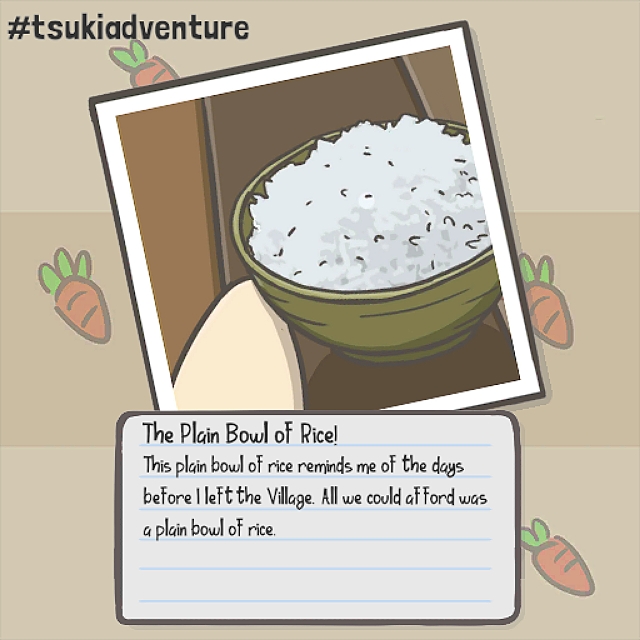 #tsukiadventure
The Plain Bowl of Rice!
This plain bowl of rice reminds me of the days
before I left the Village. All we could afford was
a plain bowl of rice.